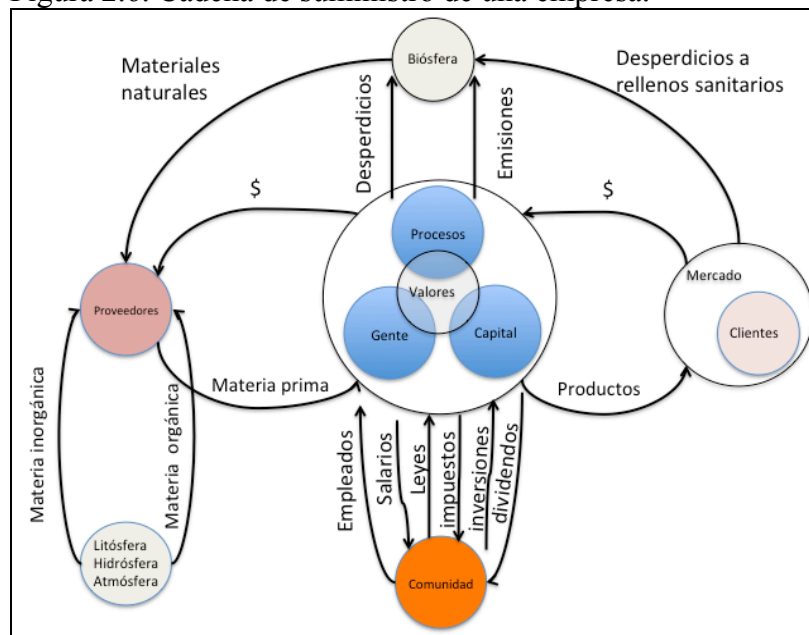 Figura 2.6. Cadena de suministro de una empresa.
Biósfera
Materiales
naturales
Desperdicios a
rellenos sanitarios
Desperdicios
Emisiones
$
$
Procesos
Valores
Gente
Capital
Mercado
Clientes
Proveedores
Materia prima
Productos
Materia inorgánica
Materia orgánica
Empleados
Salarios
Leyes
impuestos
inversiones
dividendos
Litósfera
Hidrósfera
Atmósfera
Comunidad